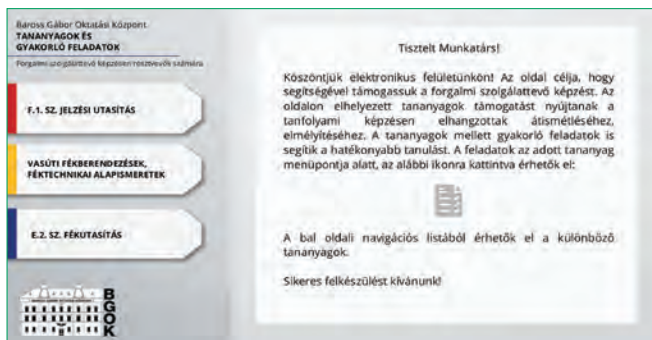 Baross Gábor Oktatási Központ
TANANYAGOK ÉS
GYAKORLÓ FELADATOK
Forgalmi szolgálattevő képzésen résztvevők számára
F.1. SZ. JELZÉSI UTASÍTÁS
VASÚTI FÉKBERENDEZÉSEK,
FÉKTECHNIKAI ALAPISMERETEK
E.2. SZ. FÉKUTASÍTÁS
BGOK
Tisztelt Munkatárs!
Köszöntjük elektronikus felületünkön! Az oldal célja, hogy
segítségével támogassuk a forgalmi szolgálattevő képzést. Az
oldalon elhelyezett tananyagok támogatást nyújtanak a
tanfolyami képzésen elhangzottak átismétléséhez,
elmélyítéséhez. A tananyagok mellett gyakorló feladatok is
segítik a hatékonyabb tanulást. A feladatok az adott tananyag
menüpontja alatt, az alábbi ikonra kattintva érhetők el:
A bal oldali navigációs listából érhetők el a különböző
tananyagok.
Sikeres felkészülést kívánunk!